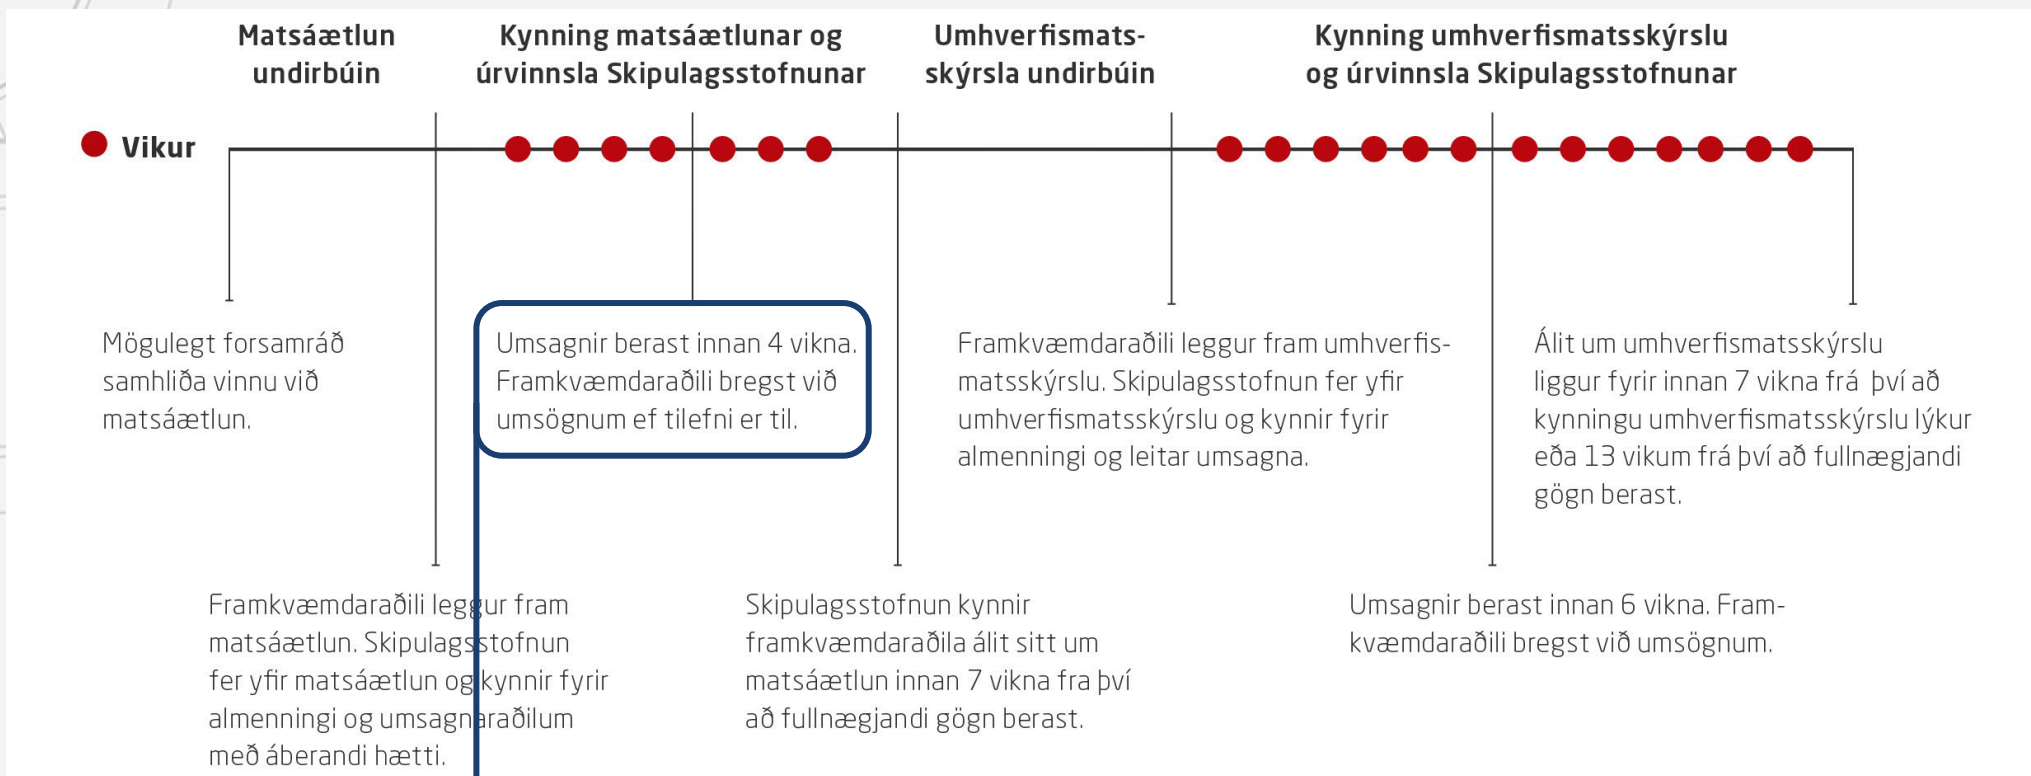 Matsáætlun
undirbúin
Kynning matsáætlunar og
úrvinnsla Skipulagsstofnunar
Umhverfismats-
skýrsla undirbúin
Kynning umhverfismatsskýrslu
og úrvinnsla Skipulagsstofnunar
Vikur
Mögulegt forsamráð
samhliða vinnu við
matsáætlun.
Umsagnir berast innan 4 vikna.
Framkvæmdaraðili bregst við
umsögnum ef tilefni er til.
Framkvæmdaraðili leggur fram umhverfis-
matsskýrslu. Skipulagsstofnun fer yfir
umhverfismatsskýrslu og kynnir fyrir
almenningi og leitar umsagna.
Álit um umhverfismatsskýrslu
liggur fyrir innan 7 vikna frá því að
kynningu umhverfismatsskýrslu lýkur
eða 13 vikum frá því að fullnægjandi
gögn berast.
Framkvæmdaraðili leggur fram
matsáætlun. Skipulagsstofnun
fer yfir matsáætlun og kynnir fyrir
almenningi og umsagnaraðilum
með áberandi hætti.
Skipulagsstofnun kynnir
framkvæmdaraðila álit sitt um
matsáætlun innan 7 vikna fra því
að fullnægjandi gögn berast.
Umsagnir berast innan 6 vikna. Fram-
kvæmdaraðili bregst við umsögnum.